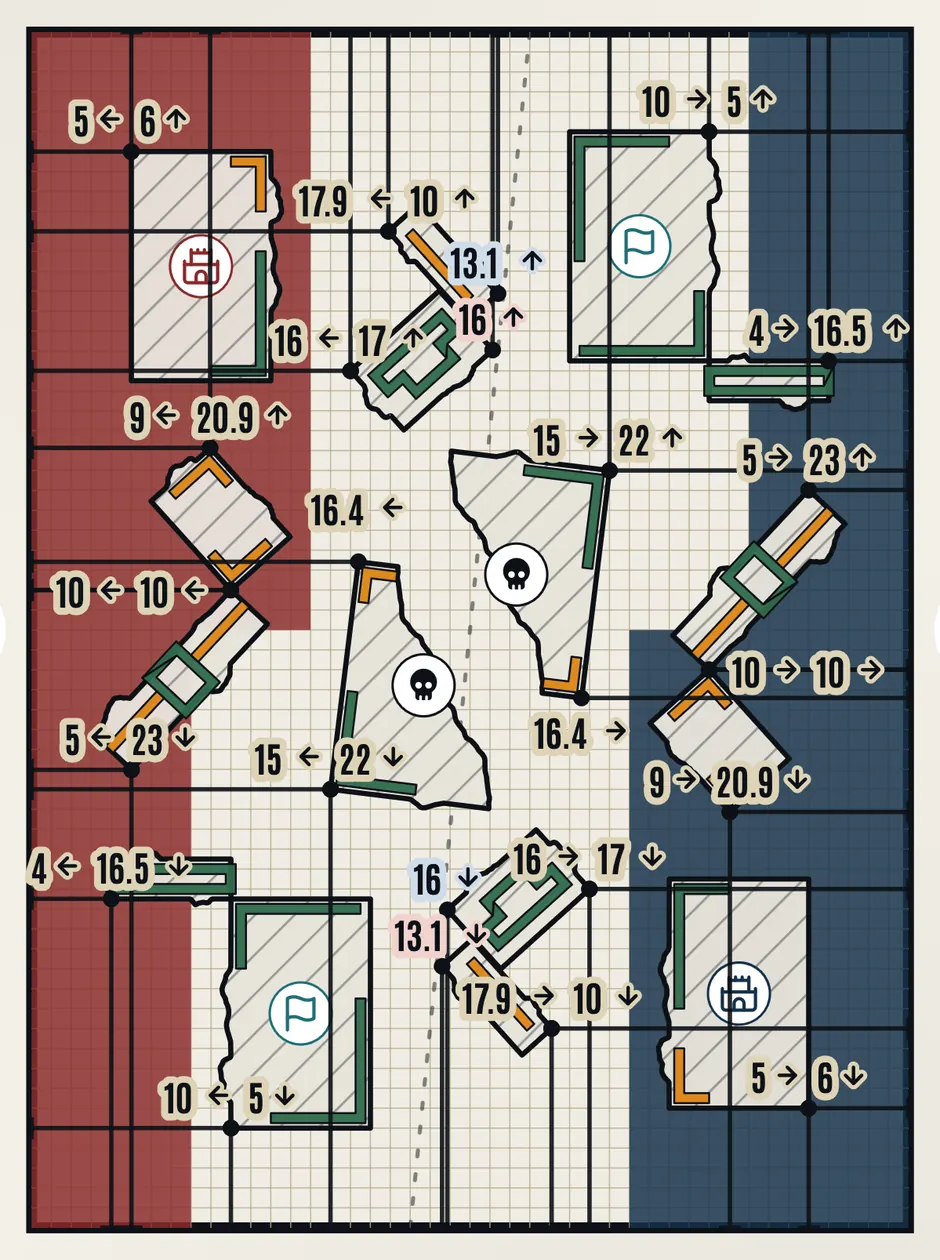 10 → 5 ↑
5 ← 6 ↑
17.9 ← 10 ↑
13.1 ↑
16 ↑
4 → 16.5 ↑
16 ← 17 ↑
9 ← 20.9 ↑
15 → 22 ↑
5 → 23 ↑
16.4 ←
10 ← 10 ←
10 → 10 →
16.4 →
5 ← 23 ↓
15 ← 22 ↓
9 → 20.9 ↓
16 → 17 ↓
4 ← 16.5 ↓
16 ↓
13.1 ↓
17.9 → 10 ↓
5 → 6 ↓
10 ← 5 ↓